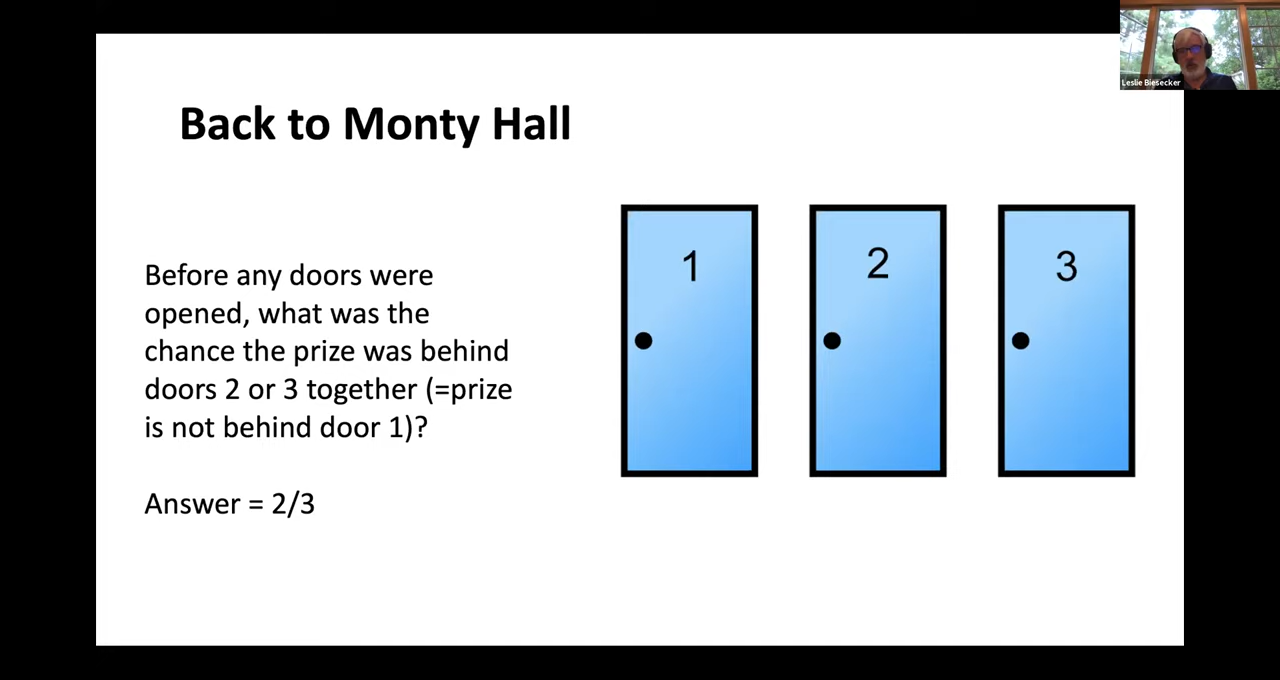 Leslie Biesecker
Back to Monty Hall
1
2
3
Before any doors were
opened, what was the
chance the prize was behind
doors 2 or 3 together (=prize
is not behind door 1)?
Answer = 2/3